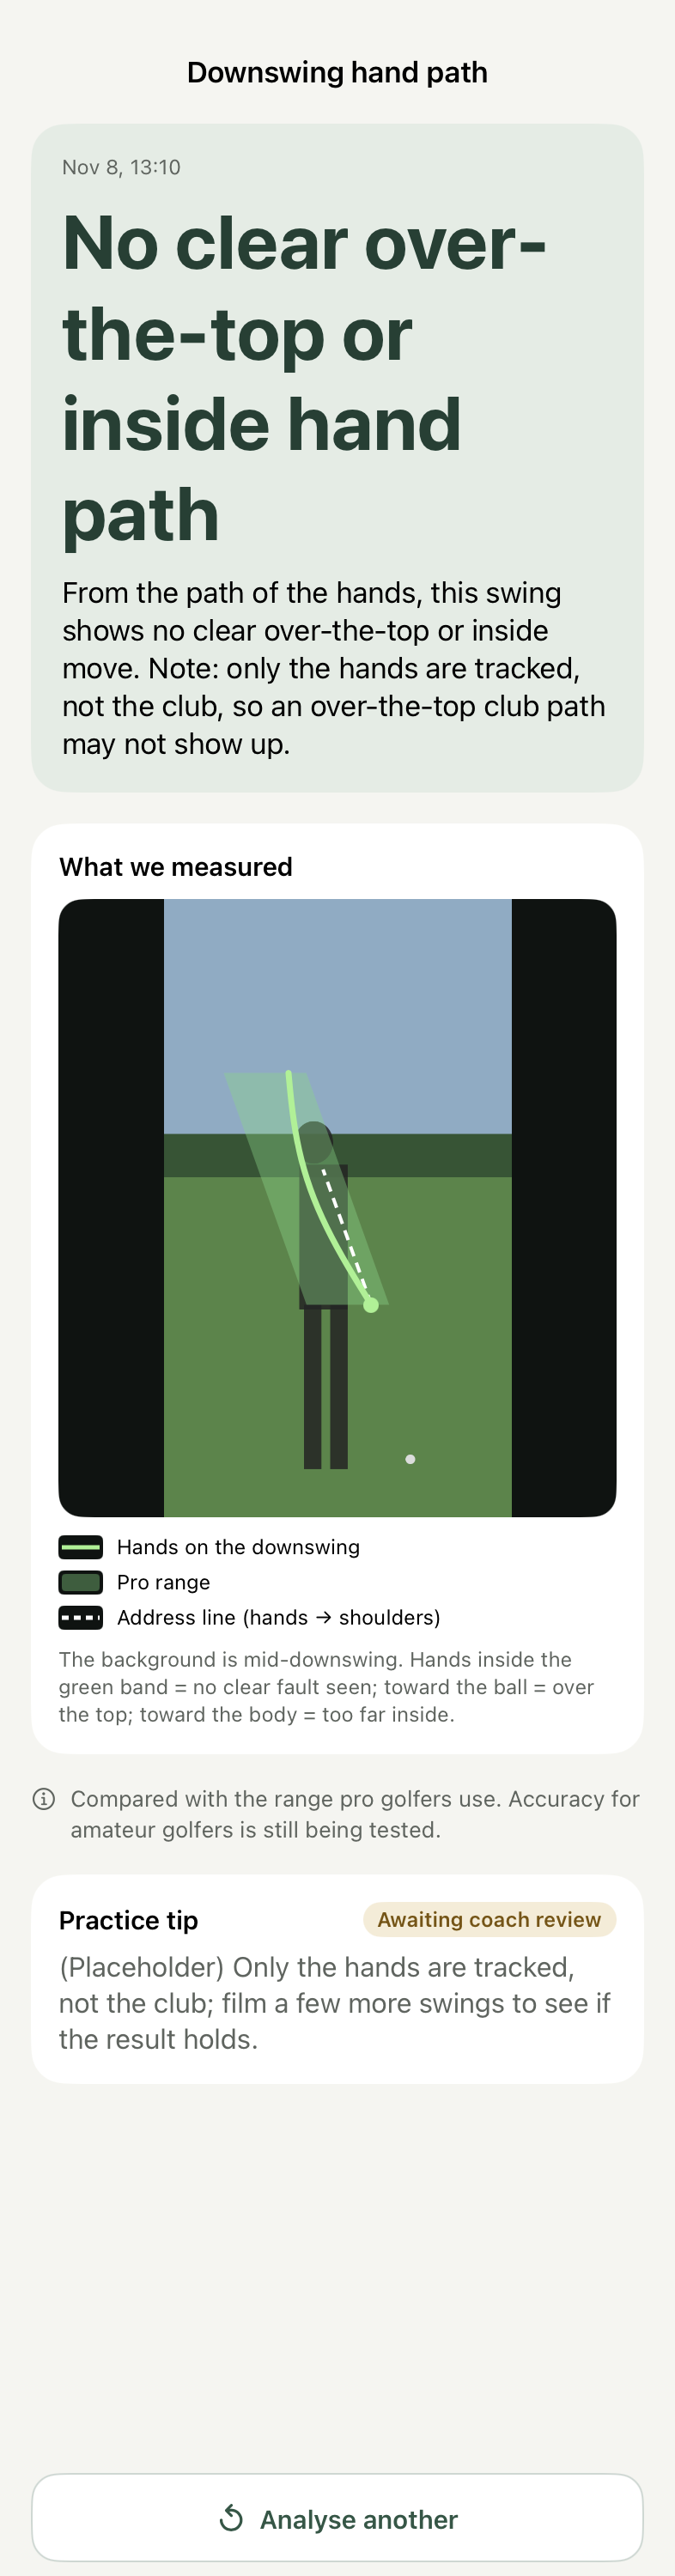 Downswing hand path
Nov 8, 13:10
No clear over-
the-top or
inside hand
path
From the path of the hands, this swing
shows no clear over-the-top or inside
move. Note: only the hands are tracked,
not the club, so an over-the-top club path
may not show up.
What we measured
Hands on the downswing
Pro range
Address line (hands → shoulders)
The background is mid-downswing. Hands inside the
green band = no clear fault seen; toward the ball = over
the top; toward the body = too far inside.
Compared with the range pro golfers use. Accuracy for
amateur golfers is still being tested.
Practice tip
Awaiting coach review
(Placeholder) Only the hands are tracked,
not the club; film a few more swings to see if
the result holds.
Analyse another